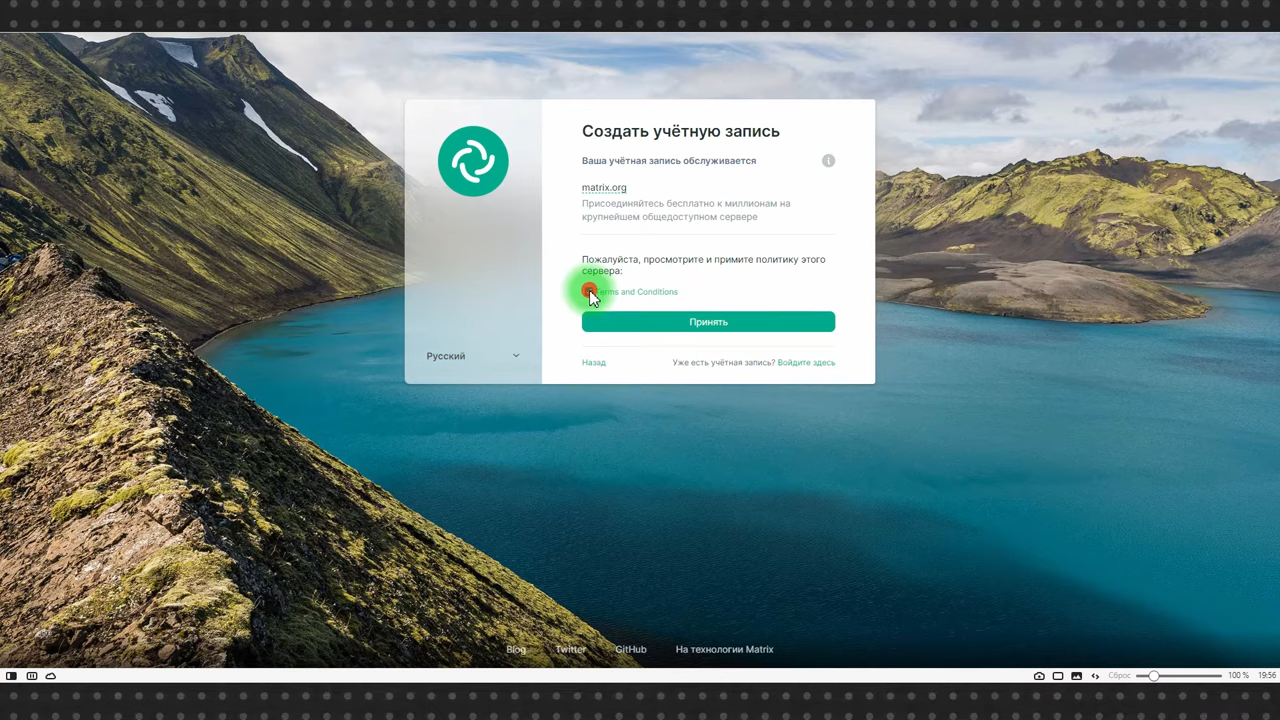 Создать учётную запись
Ваша учётная запись обслуживается
matrix.org
Присоединяйтесь бесплатно к миллионам на
крупнейшем общедоступном сервере
Пожалуйста, просмотрите и примите политику этого
сервера:
Terms and Conditions
Принять
Русский
Назад
Уже есть учётная запись? Войдите здесь
Blog
Twitter
GitHub
На технологии Matrix
Сброс
100 %
19:56